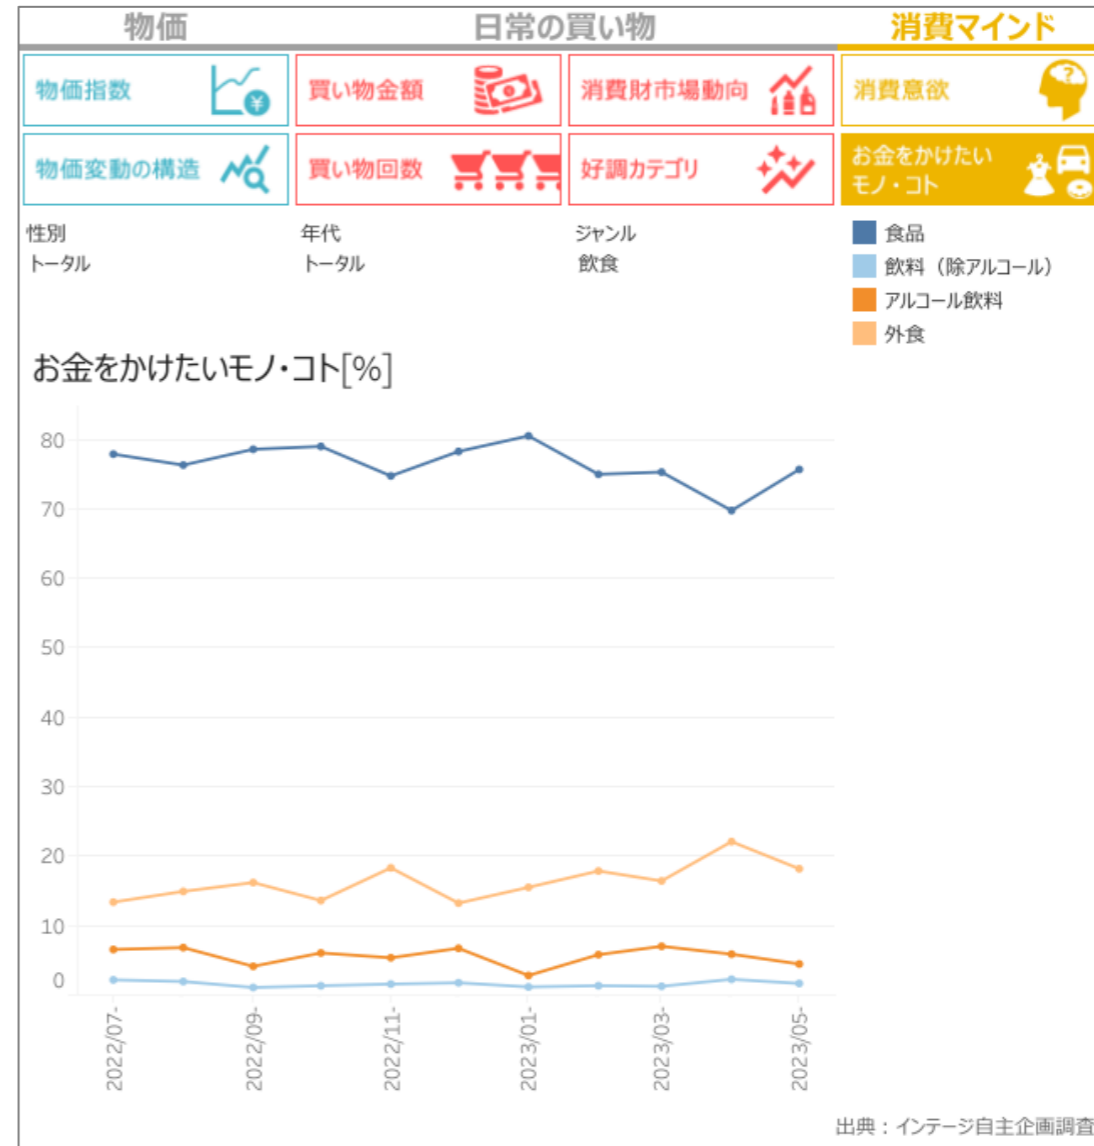 物価
日常の買い物
消費マインド
物価指数
¥
買い物金額
消費財市場動向
消費意欲
?
物価変動の構造
買い物回数
好調カテゴリ
お金をかけたい
モノ・コト
性別
トータル
年代
トータル
ジャンル
飲食
食品
飲料（除アルコール）
アルコール飲料
外食
お金をかけたいモノ・コト[%]
80
70
60
50
40
30
20
10
0
2022/07-
2022/09-
2022/11-
2023/01-
2023/03-
2023/05-
出典：インテージ自主企画調査